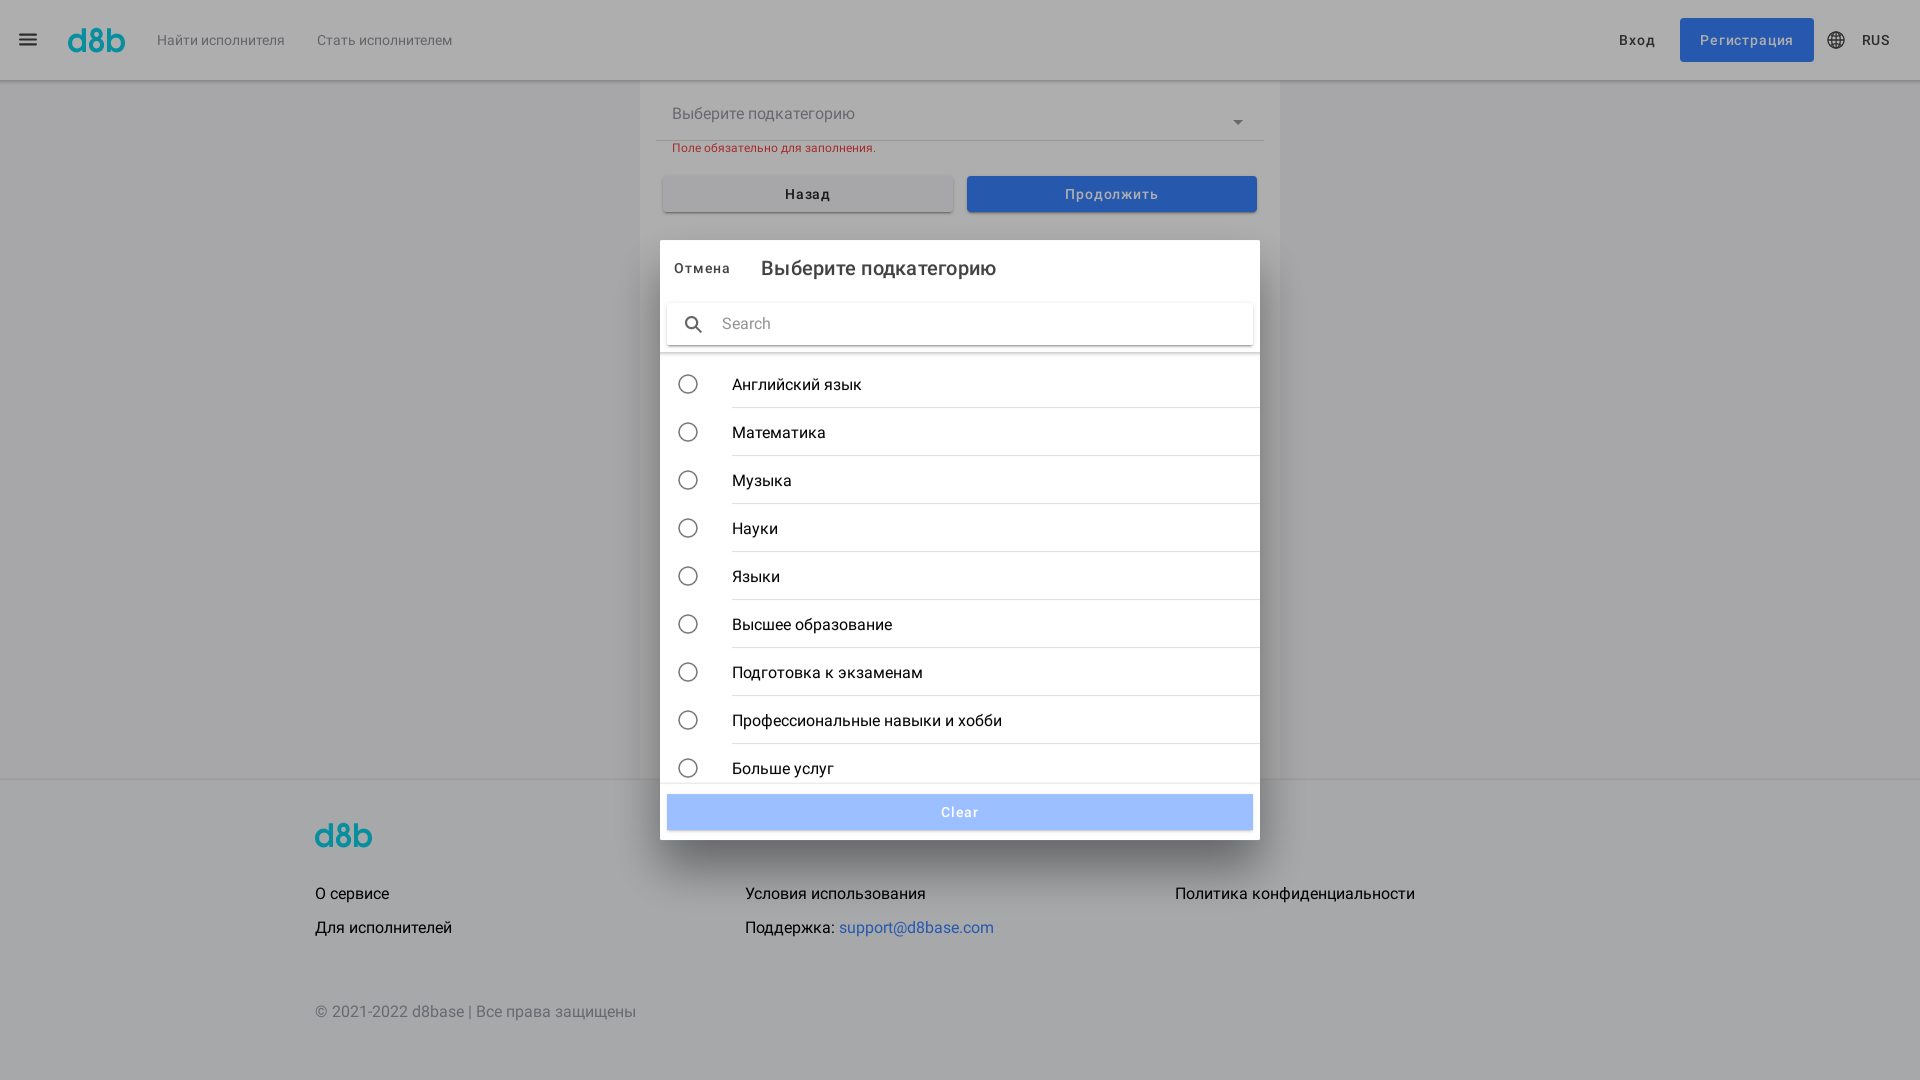 d8b
Найти исполнителя
Стать исполнителем
Вход
Регистрация
RUS
Выберите подкатегорию
Поле обязательно для заполнения.
Назад
Продолжить
Отмена
Выберите подкатегорию
Search
Английский язык
Математика
Музыка
Науки
Языки
Высшее образование
Подготовка к экзаменам
Профессиональные навыки и хобби
Больше услуг
Clear
d8b
О сервисе
Условия использования
Политика конфиденциальности
Для исполнителей
Поддержка: support@d8base.com
© 2021-2022 d8base | Все права защищены